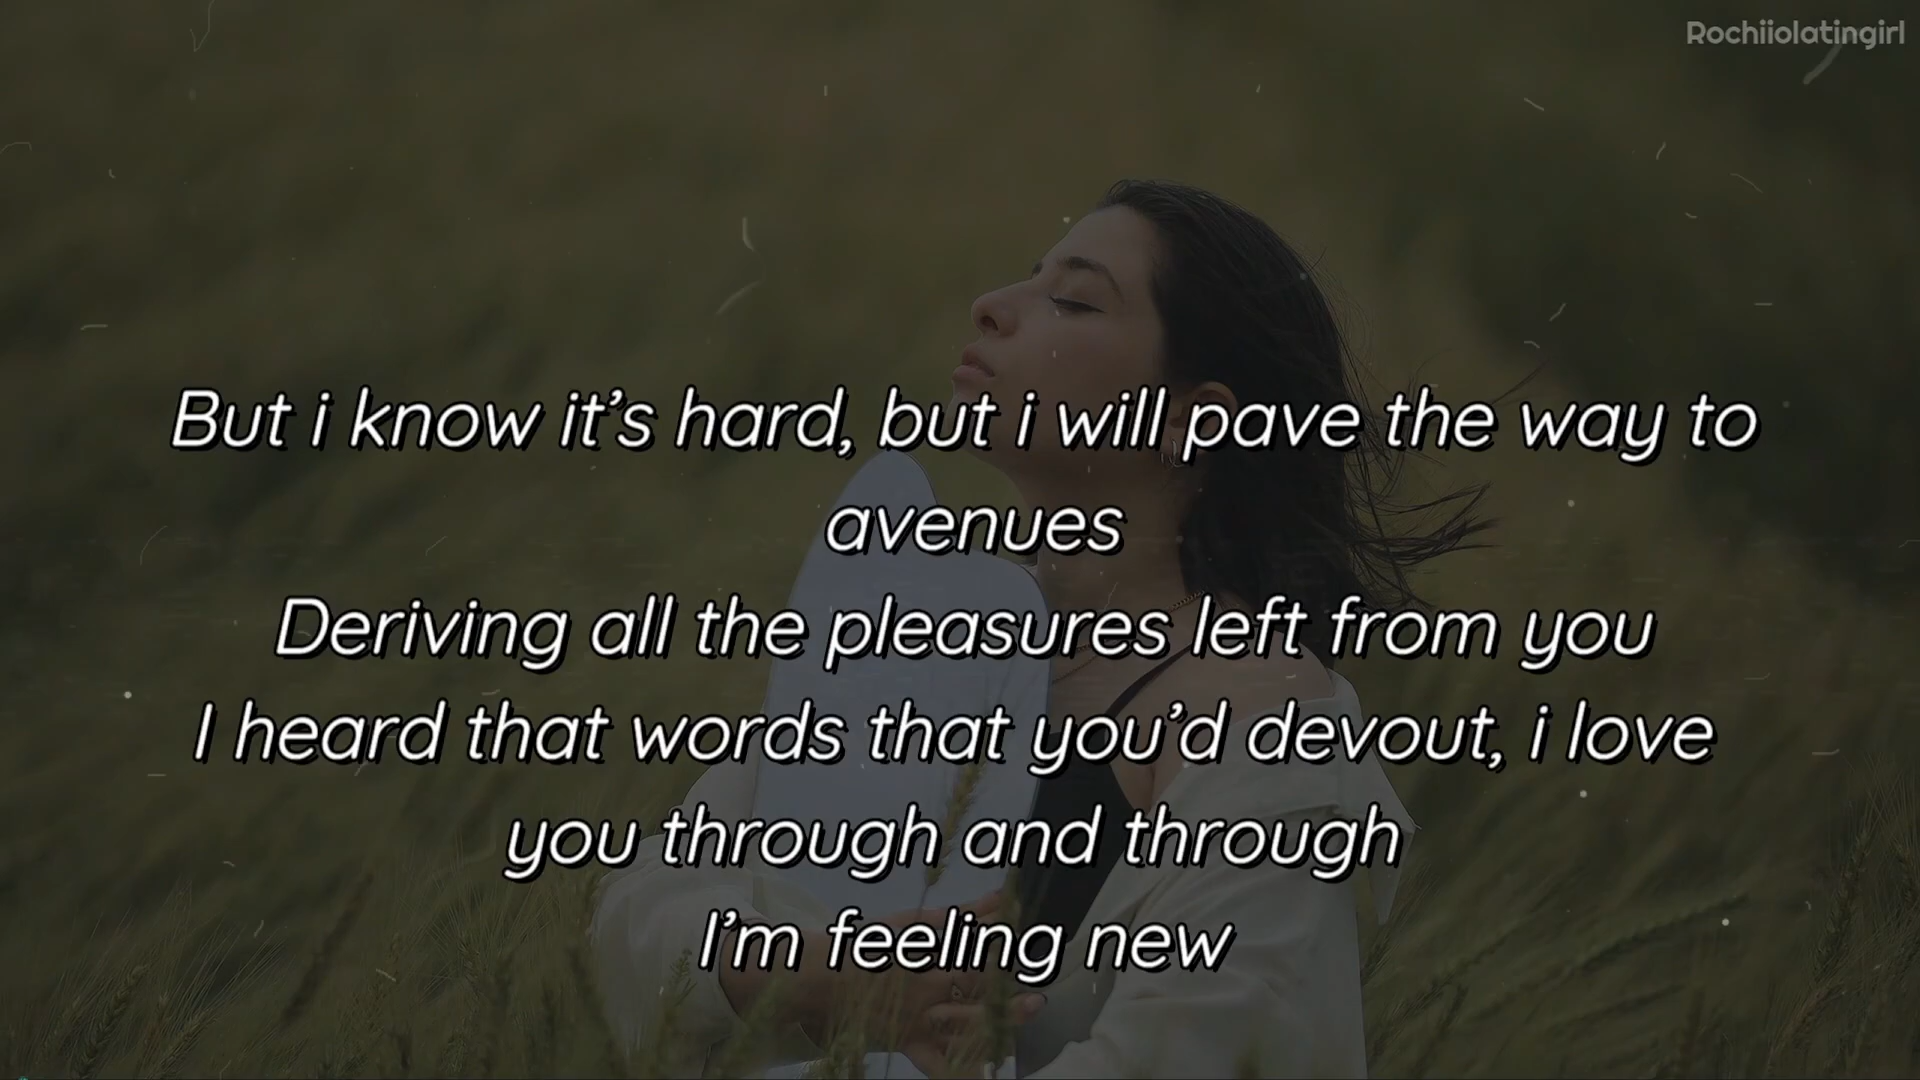 Rochiiolatingirl
But i know it’s hard, but i will pave the way to
avenues
Deriving all the pleasures left from you
I heard that words that you’d devout, i love
you through and through
I’m feeling new